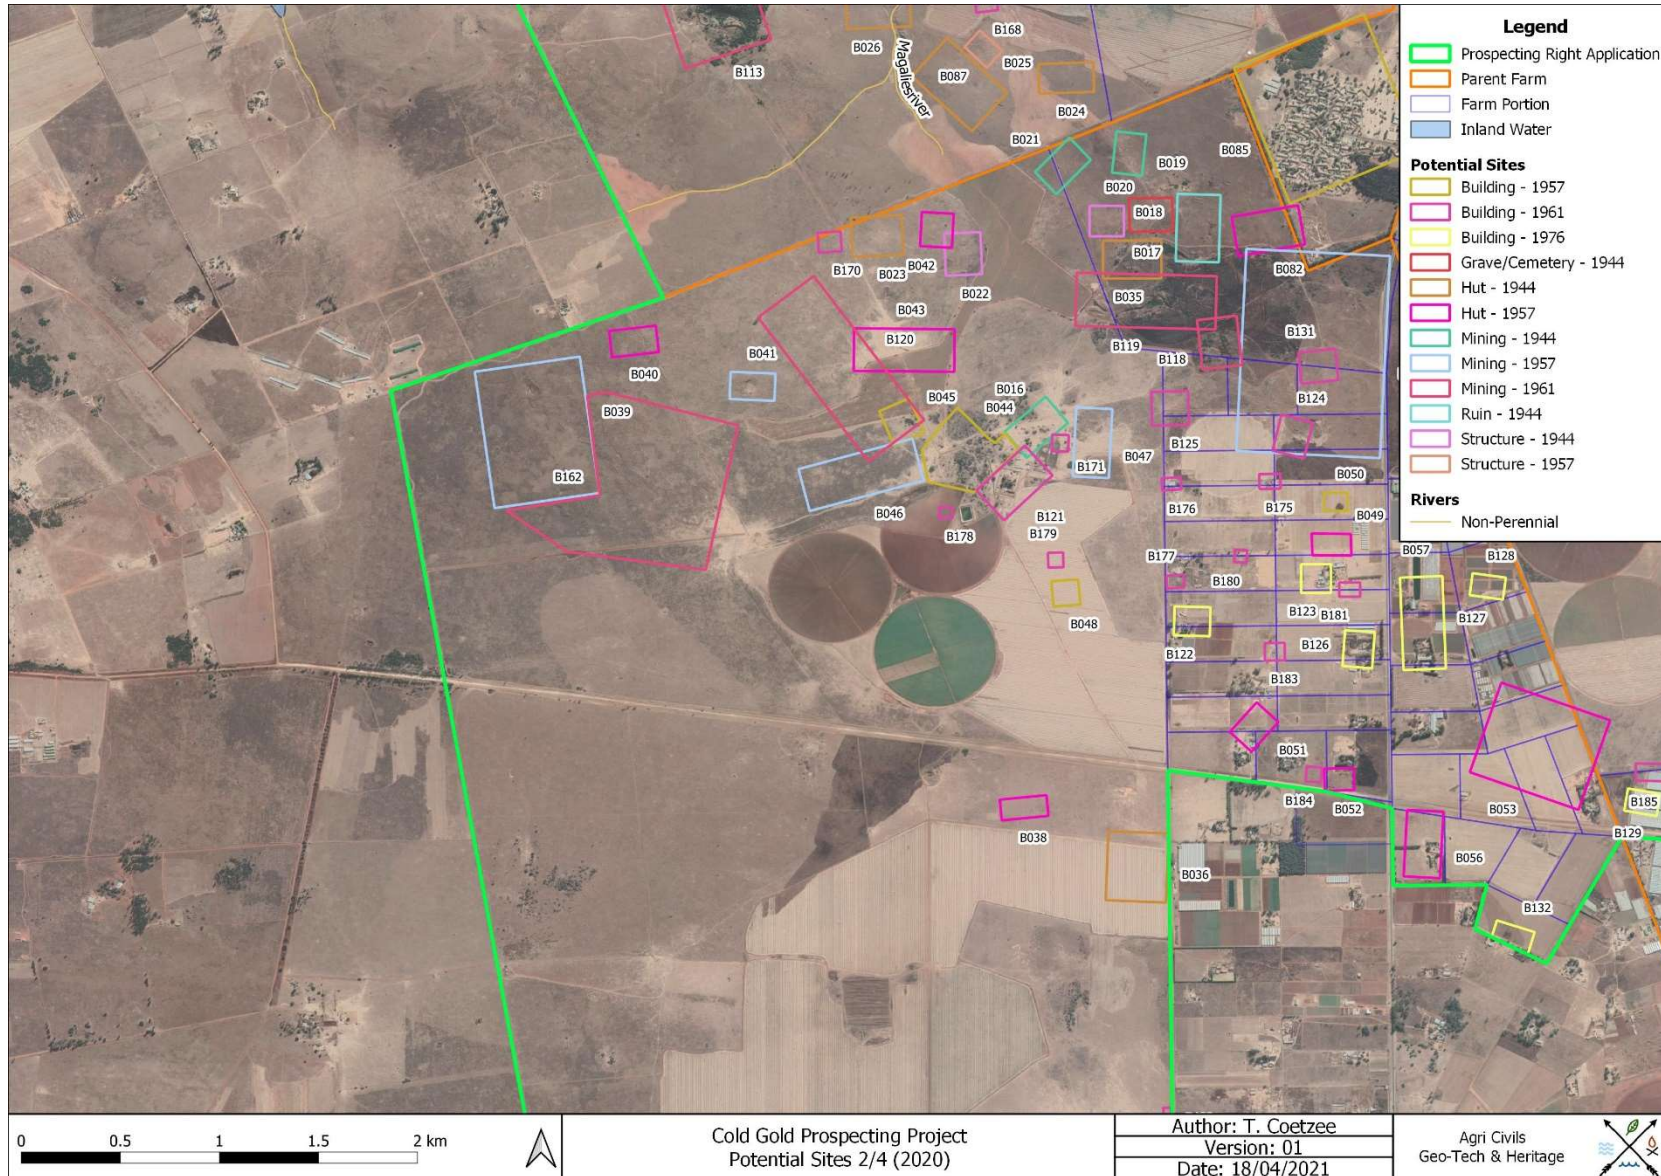 B168
B026
B025
B113
B087
Magaliesriver
B024
B021
B019
B085
B020
B018
B017
B170
B023
B042
B082
B022
B035
B043
B120
B131
B119
B118
B041
B040
B016
B045
B124
B039
B044
B125
B047
B171
B050
B162
B176
B175
B046
B121
B049
B178
B179
B177
B057
B128
B180
B048
B123
B181
B127
B122
B126
B183
B051
B184
B052
B053
B185
B038
B129
B056
B036
B132
Legend
Prospecting Right Application
Parent Farm
Farm Portion
Inland Water
Potential Sites
Building - 1957
Building - 1961
Building - 1976
Grave/Cemetery - 1944
Hut - 1944
Hut - 1957
Mining - 1944
Mining - 1957
Mining - 1961
Ruin - 1944
Structure - 1944
Structure - 1957
Rivers
Non-Perennial
0 0.5 1 1.5 2 km
Cold Gold Prospecting Project
Potential Sites 2/4 (2020)
Author: T. Coetzee
Version: 01
Date: 18/04/2021
Agri Civils
Geo-Tech & Heritage